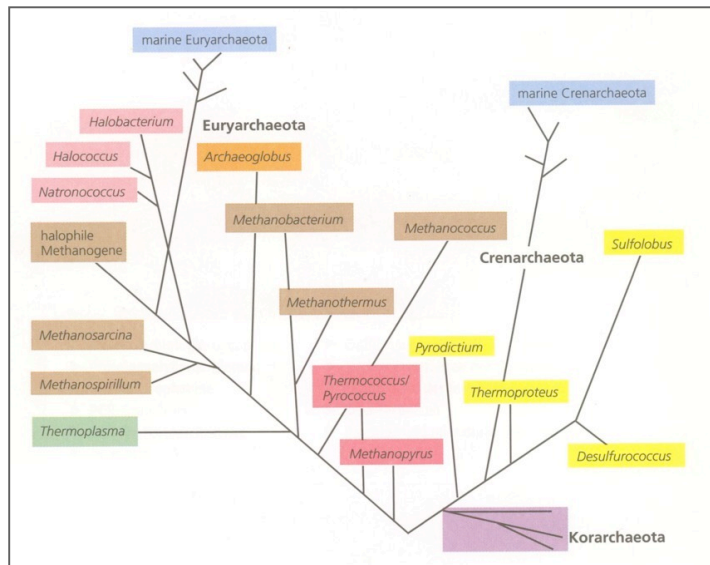 marine Euryarchaeota
marine Crenarchaeota
Halobacterium
Euryarchaeota
Halococcus
Archaeoglobus
Natronococcus
Methanobacterium
Methanococcus
halophile
Methanogene
Sulfolobus
Crenarchaeota
Methanothermus
Methanosarcina
Pyrodictium
Methanospirillum
Thermococcus/
Pyrococcus
Thermoproteus
Thermoplasma
Methanopyrus
Desulfurococcus
Korarchaeota